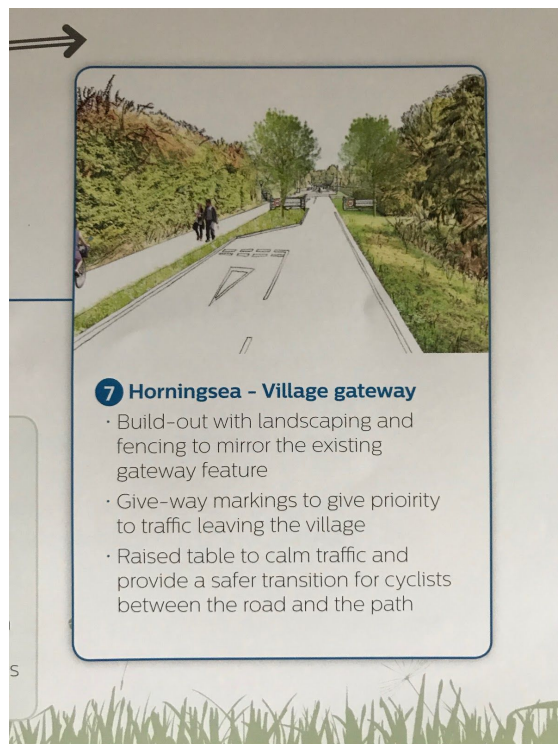 7 Horningsea - Village gateway
· Build-out with landscaping and
fencing to mirror the existing
gateway feature
· Give-way markings to give prioirity
to traffic leaving the village
· Raised table to calm traffic and
provide a safer transition for cyclists
between the road and the path
s